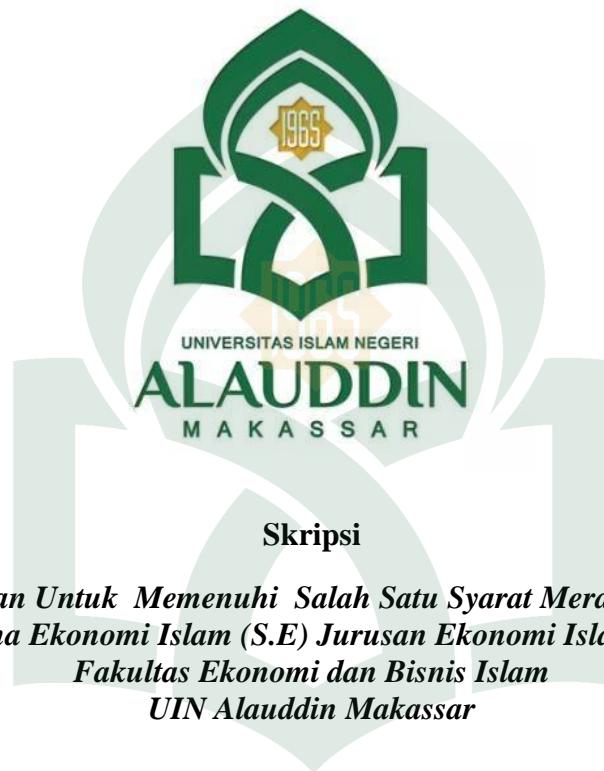 1965
UNIVERSITAS ISLAM NEGERI
ALAUDDIN
MAKASSAR
Skripsi
Untuk Memenuhi Salah Satu Syarat
Ekonomi Islam (S.E) Jurusan Ekonomi
Fakultas Ekonomi dan Bisnis Islam
UIN Alauddin Makassar